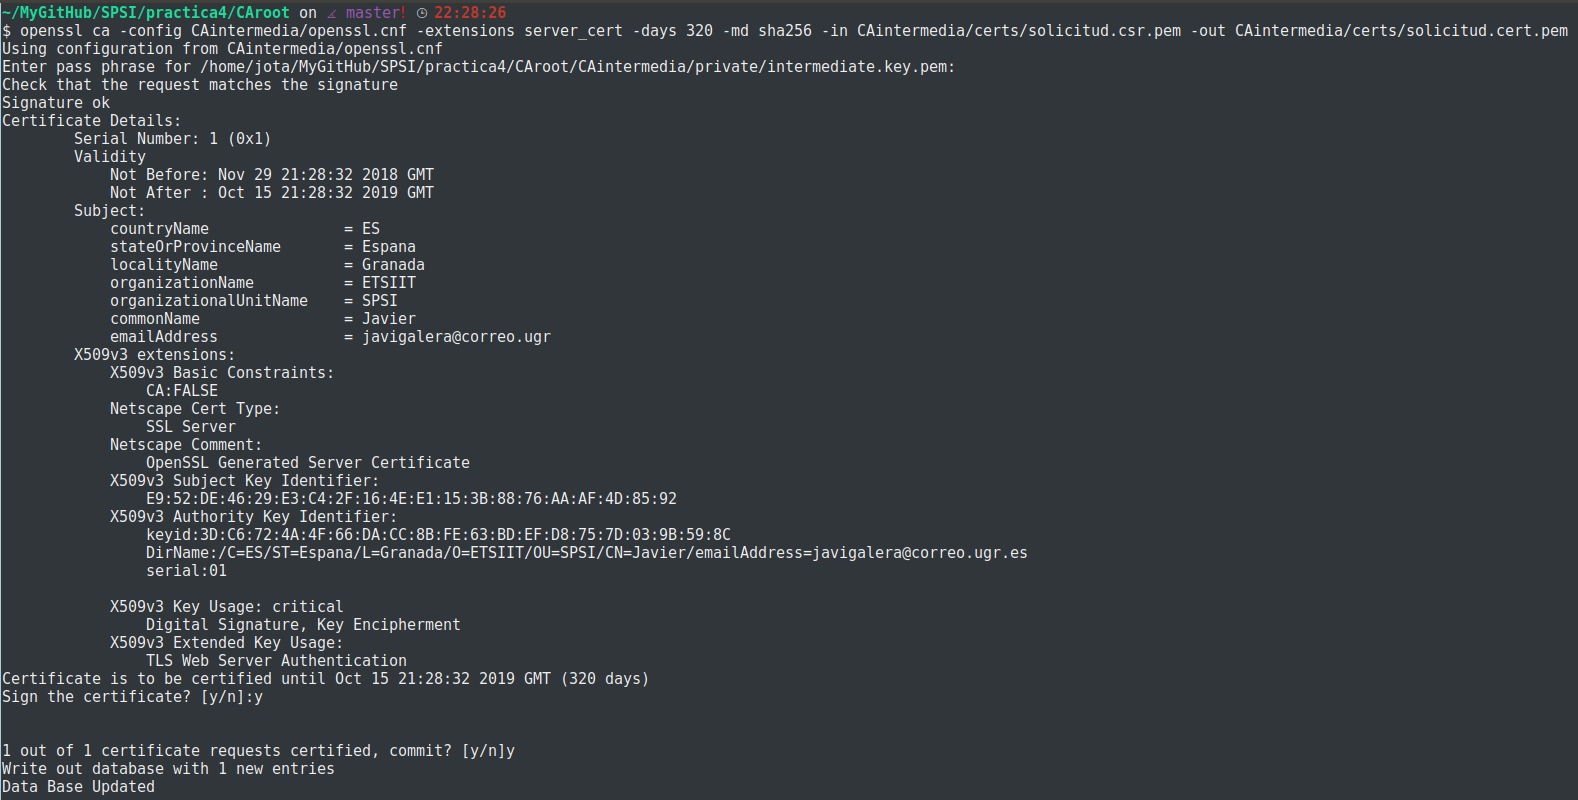 ~/MyGitHub/SPSI/practica4/CAroot on master! 22:28:26
$ openssl ca -config CAintermedia/openssl.cnf -extensions server_cert -days 320 -md sha256 -in CAintermedia/certs/solicitud.csr.pem -out CAintermedia/certs/solicitud.cert.pem
Using configuration from CAintermedia/openssl.cnf
Enter pass phrase for /home/jota/MyGitHub/SPSI/practica4/CAroot/CAintermedia/private/intermediate.key.pem:
Check that the request matches the signature
Signature ok
Certificate Details:
        Serial Number: 1 (0x1)
        Validity
            Not Before: Nov 29 21:28:32 2018 GMT
            Not After : Oct 15 21:28:32 2019 GMT
        Subject:
            countryName               = ES
            stateOrProvinceName       = Espana
            localityName              = Granada
            organizationName          = ETSIIT
            organizationalUnitName    = SPSI
            commonName                = Javier
            emailAddress              = javigalera@correo.ugr
        X509v3 extensions:
            X509v3 Basic Constraints:
                CA:FALSE
            Netscape Cert Type:
                SSL Server
            Netscape Comment:
                OpenSSL Generated Server Certificate
            X509v3 Subject Key Identifier:
                E9:52:DE:46:29:E3:C4:2F:16:4E:E1:15:3B:88:76:AA:AF:4D:85:92
            X509v3 Authority Key Identifier:
                keyid:3D:C6:72:4A:4F:66:DA:CC:8B:FE:63:BD:EF:D8:75:7D:03:9B:59:8C
                DirName:/C=ES/ST=Espana/L=Granada/O=ETSIIT/OU=SPSI/CN=Javier/emailAddress=javigalera@correo.ugr.es
                serial:01
            X509v3 Key Usage: critical
                Digital Signature, Key Encipherment
            X509v3 Extended Key Usage:
                TLS Web Server Authentication
Certificate is to be certified until Oct 15 21:28:32 2019 GMT (320 days)
Sign the certificate? [y/n]:y
1 out of 1 certificate requests certified, commit? [y/n]y
Write out database with 1 new entries
Data Base Updated